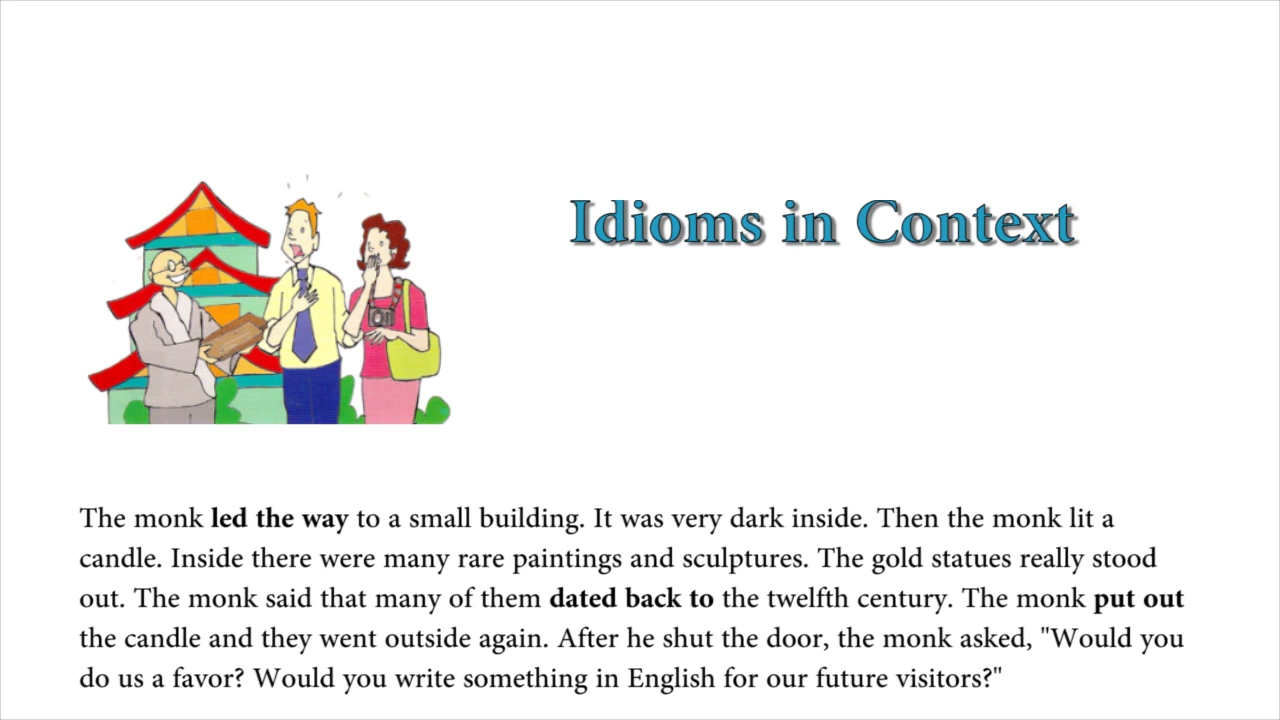 Idioms in Context
The monk led the way to a small building. It was very dark inside. Then the monk lit a
candle. Inside there were many rare paintings and sculptures. The gold statues really stood
out. The monk said that many of them dated back to the twelfth century. The monk put out
the candle and they went outside again. After he shut the door, the monk asked, "Would you
do us a favor? Would you write something in English for our future visitors?"